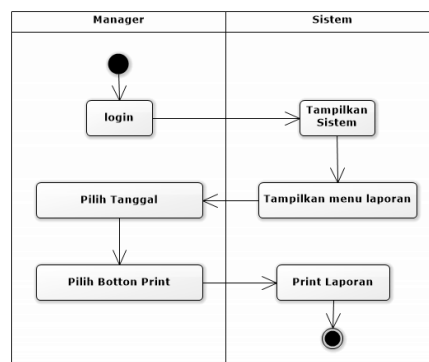 Manager
Sistem
login
Tampilkan
Sistem
Pilih Tanggal
Tampilkan menu laporan
Pilih Botton Print
Print Laporan